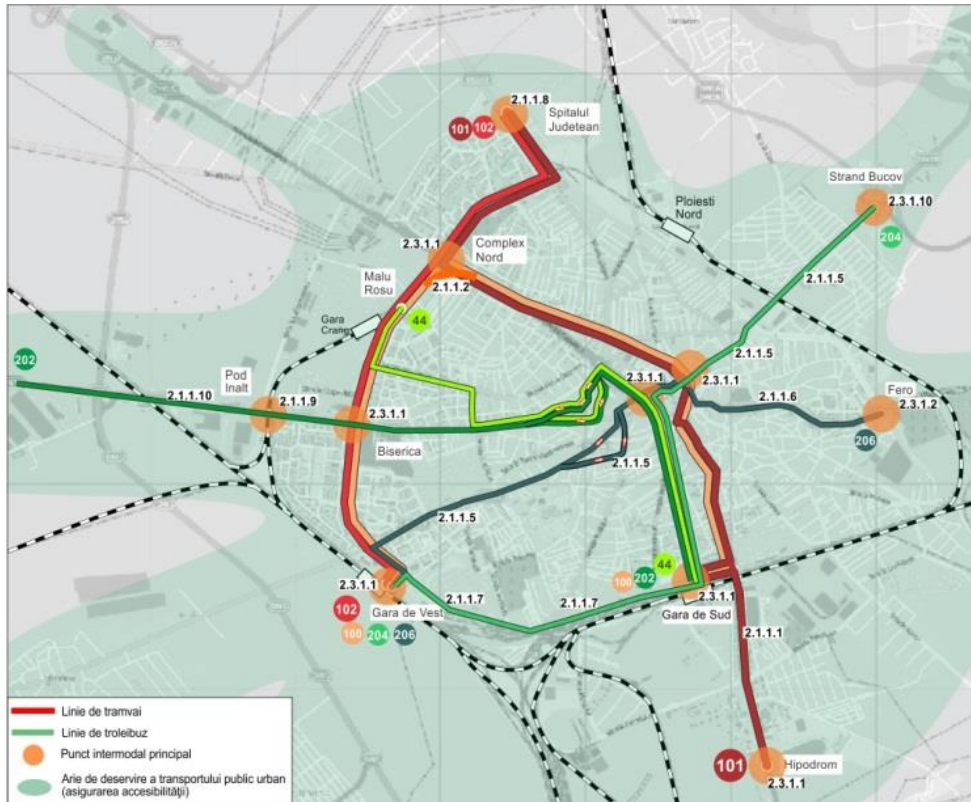 2.1.1.8
Spitalul
Judetean
101
102
Strand Bucov
2.3.1.10
204
Ploiesti
Nord
2.3.1.1
Complex
Nord
2.1.1.2
Malu
Rosu
44
Gara
Crang
2.1.1.5
2.1.1.5
202
Pod
Inalt
2.1.1.10
2.1.1.9
2.3.1.1
Biserica
2.3.1.1
2.3.1.1
2.1.1.6
Fero
2.3.1.2
206
2.1.1.5
2.1.1.5
44
100
202
2.3.1.1
Gara de Sud
2.3.1.1
Gara de Vest
102
100
204
206
2.1.1.7
2.1.1.7
2.1.1.1
101
Hipodrom
2.3.1.1
Linie de tramvai
Linie de troleibuz
Punct intermodal principal
Arie de deservire a transportului public urban
(asigurarea accesibilităţii)